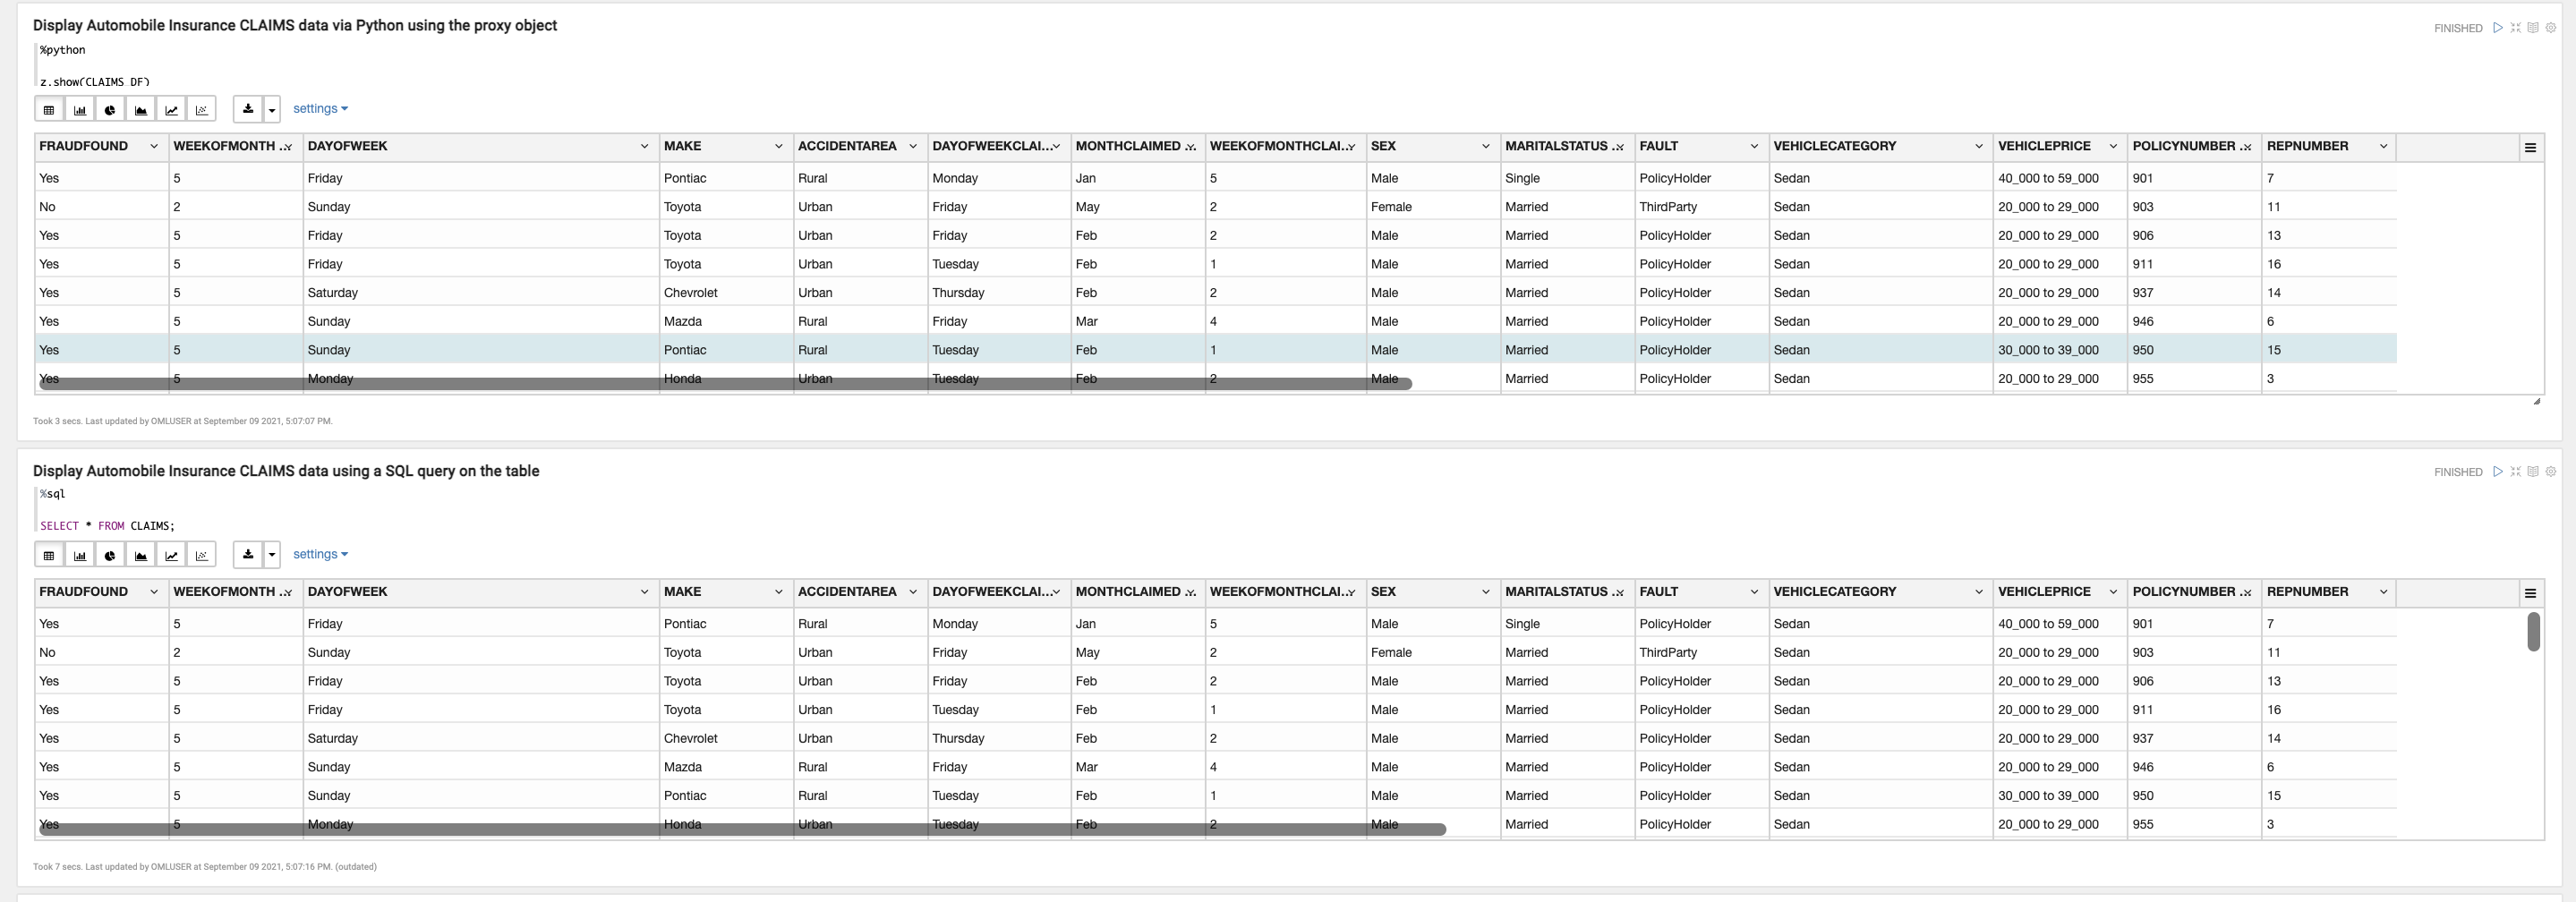 Display Automobile Insurance CLAIMS data via Python using the proxy object
FINISHED
%python
z.show(CLAIMS_DF)
settings
FRAUDFOUND WEEKOFMONTH ... DAYOFWEEK MAKE ACCIDENTAREA DAYOFWEEKCLAI... MONTHCLAIMED ... WEEKOFMONTHCLAI... SEX MARITALSTATUS ... FAULT VEHICLECATEGORY VEHICLEPRICE POLICYNUMBER ... REPNUMBER
Yes 5 Friday Pontiac Rural Monday Jan 5 Male Single PolicyHolder Sedan 40_000 to 59_000 901 7
No 2 Sunday Toyota Urban Friday May 2 Female Married ThirdParty Sedan 20_000 to 29_000 903 11
Yes 5 Friday Toyota Urban Friday Feb 2 Male Married PolicyHolder Sedan 20_000 to 29_000 906 13
Yes 5 Friday Toyota Urban Tuesday Feb 1 Male Married PolicyHolder Sedan 20_000 to 29_000 911 16
Yes 5 Saturday Chevrolet Urban Thursday Feb 2 Male Married PolicyHolder Sedan 20_000 to 29_000 937 14
Yes 5 Sunday Mazda Rural Friday Mar 4 Male Married PolicyHolder Sedan 20_000 to 29_000 946 6
Yes 5 Sunday Pontiac Rural Tuesday Feb 1 Male Married PolicyHolder Sedan 30_000 to 39_000 950 15
Yes 5 Monday Honda Urban Tuesday Feb 2 Male Married PolicyHolder Sedan 20_000 to 29_000 955 3
Took 3 secs. Last updated by OMLUSER at September 09 2021, 5:07:07 PM.
Display Automobile Insurance CLAIMS data using a SQL query on the table
FINISHED
%sql
SELECT * FROM CLAIMS;
settings
FRAUDFOUND WEEKOFMONTH ... DAYOFWEEK MAKE ACCIDENTAREA DAYOFWEEKCLAI... MONTHCLAIMED ... WEEKOFMONTHCLAI... SEX MARITALSTATUS ... FAULT VEHICLECATEGORY VEHICLEPRICE POLICYNUMBER ... REPNUMBER
Yes 5 Friday Pontiac Rural Monday Jan 5 Male Single PolicyHolder Sedan 40_000 to 59_000 901 7
No 2 Sunday Toyota Urban Friday May 2 Female Married ThirdParty Sedan 20_000 to 29_000 903 11
Yes 5 Friday Toyota Urban Friday Feb 2 Male Married PolicyHolder Sedan 20_000 to 29_000 906 13
Yes 5 Friday Toyota Urban Tuesday Feb 1 Male Married PolicyHolder Sedan 20_000 to 29_000 911 16
Yes 5 Saturday Chevrolet Urban Thursday Feb 2 Male Married PolicyHolder Sedan 20_000 to 29_000 937 14
Yes 5 Sunday Mazda Rural Friday Mar 4 Male Married PolicyHolder Sedan 20_000 to 29_000 946 6
Yes 5 Sunday Pontiac Rural Tuesday Feb 1 Male Married PolicyHolder Sedan 30_000 to 39_000 950 15
Yes 5 Monday Honda Urban Tuesday Feb 2 Male Married PolicyHolder Sedan 20_000 to 29_000 955 3
Took 7 secs. Last updated by OMLUSER at September 09 2021, 5:07:16 PM. (outdated)